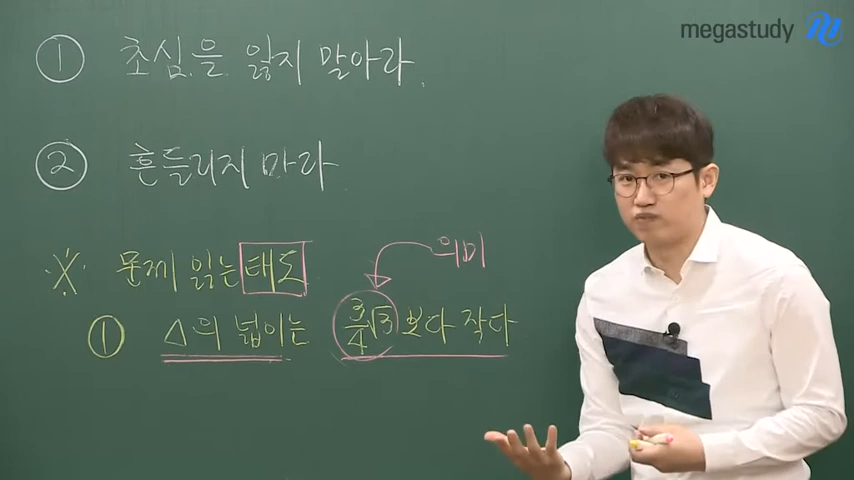 megastudy
① 초심을 잃지 말아라.
② 흔들리지 마라.
※ 문제 읽는 태도
의미
① △의 넓이는 3/4√3 보다 작다